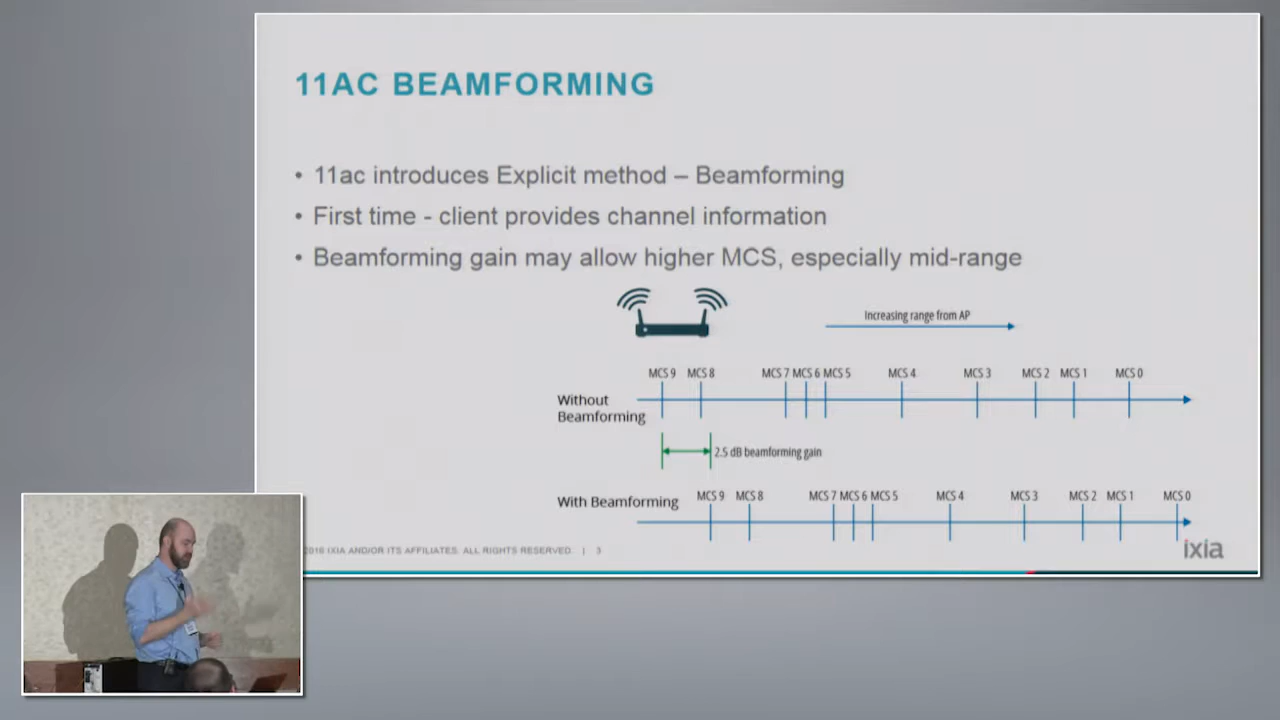 11AC BEAMFORMING
• 11ac introduces Explicit method – Beamforming
• First time - client provides channel information
• Beamforming gain may allow higher MCS, especially mid-range
Increasing range from AP
MCS 9 MCS 8 MCS 7 MCS 6 MCS 5 MCS 4 MCS 3 MCS 2 MCS 1 MCS 0
Without
Beamforming
2.5 dB beamforming gain
MCS 9 MCS 8 MCS 7 MCS 6 MCS 5 MCS 4 MCS 3 MCS 2 MCS 1 MCS 0
With Beamforming
IXIA AND/OR ITS AFFILIATES. ALL RIGHTS RESERVED. | 3
ixia